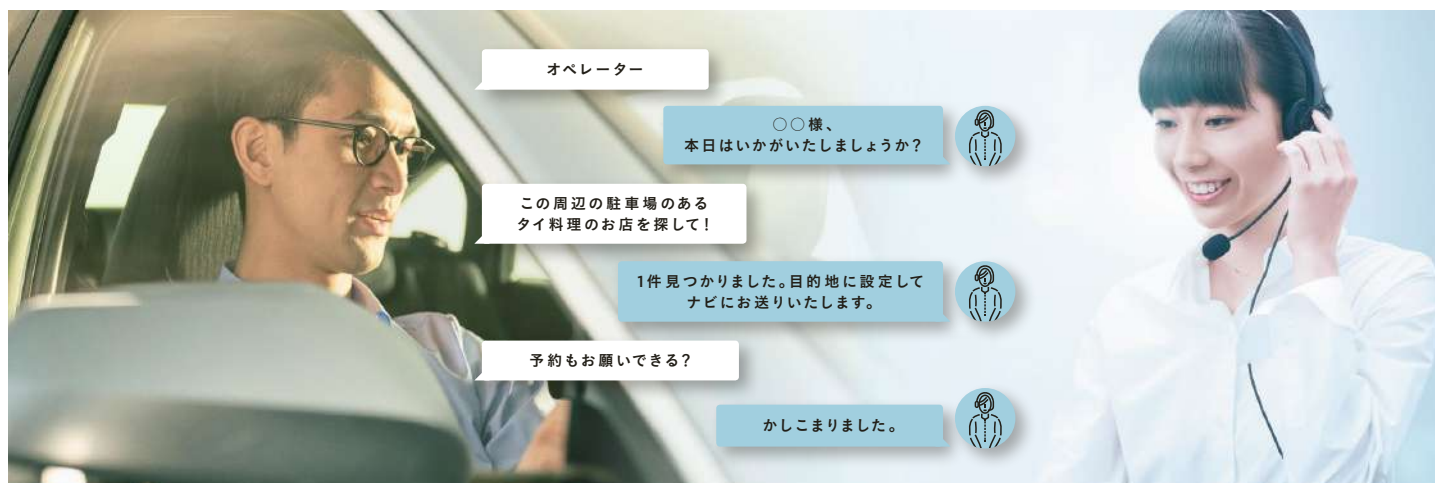 オペレーター
○○様、
本日はいかがいたしましょうか?
この周辺の駐車場のある
タイ料理のお店を探して!
1件見つかりました。目的地に設定して
ナビにお送りいたします。
予約もお願いできる?
かしこまりました。